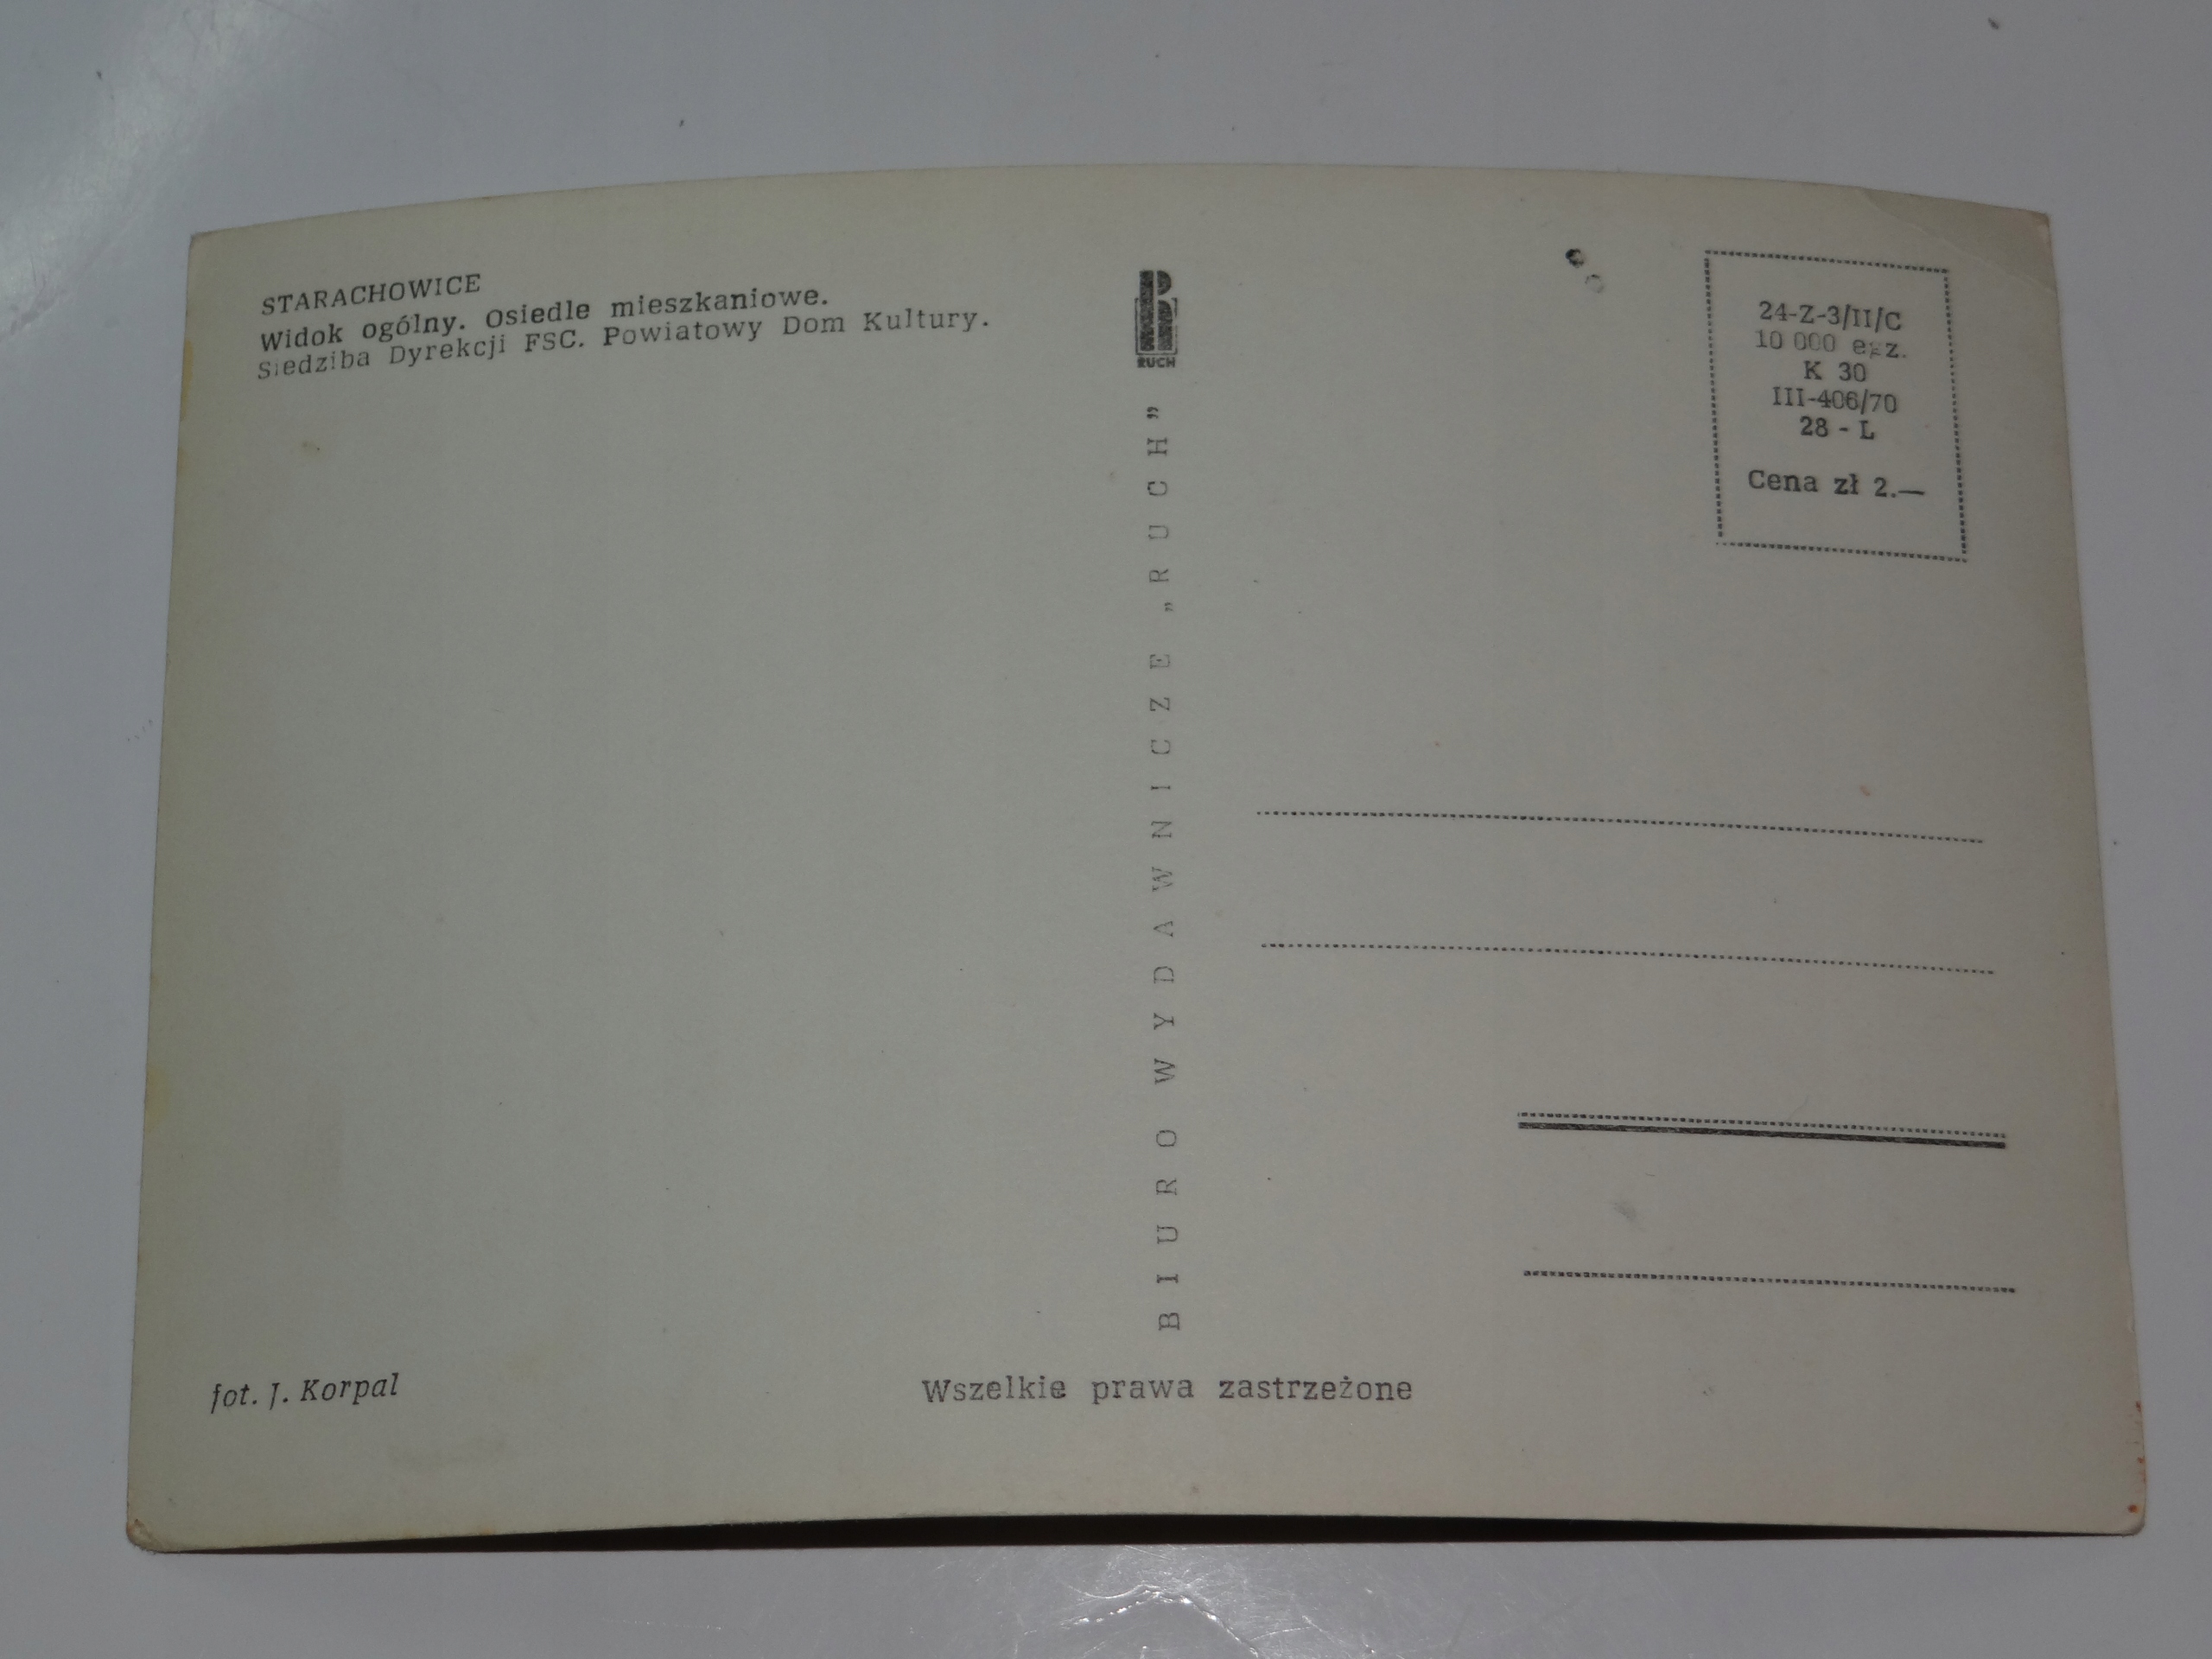 STARACHOWICE
Widok ogólny. Osiedle mieszkaniowe.
Siedziba Dyrekcji FSC. Powiatowy Dom Kultury.
RUCH
BIURO WYDAWNICZE „RUCH”
24-Z-3/II/C
10 000 egz.
K 30
III-406/70
28 - L
Cena zł 2.—
fot. J. Korpal
Wszelkie prawa zastrzeżone